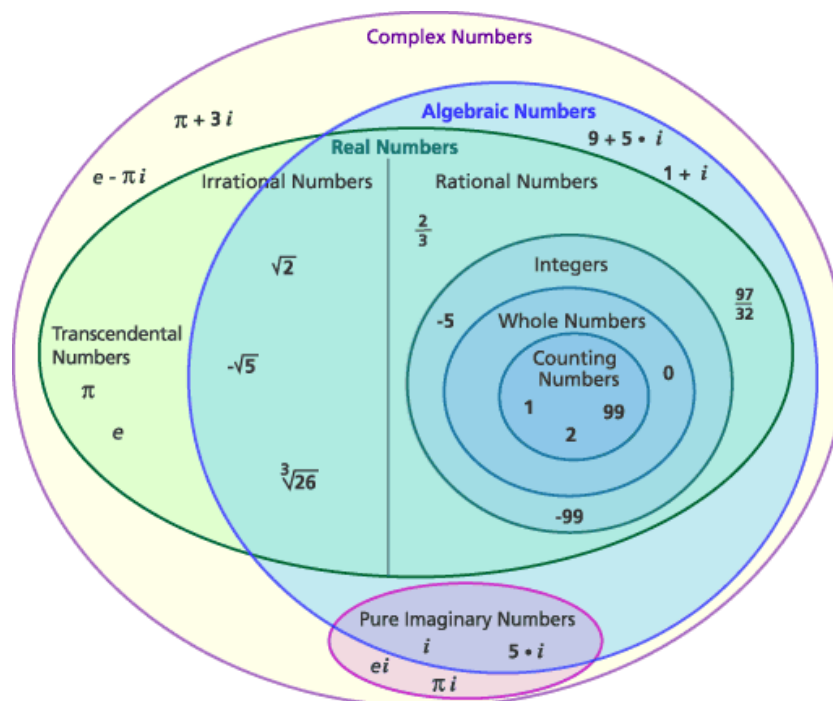 Complex Numbers
π + 3 i
Algebraic Numbers
9 + 5 • i
Real Numbers
e - π i
1 + i
Irrational Numbers
Rational Numbers
2/3
√2
Integers
97/32
-5
Whole Numbers
Transcendental
Numbers
-√5
Counting
Numbers
0
π
1
99
e
2
∛26
-99
Pure Imaginary Numbers
i
5 • i
ei
π i